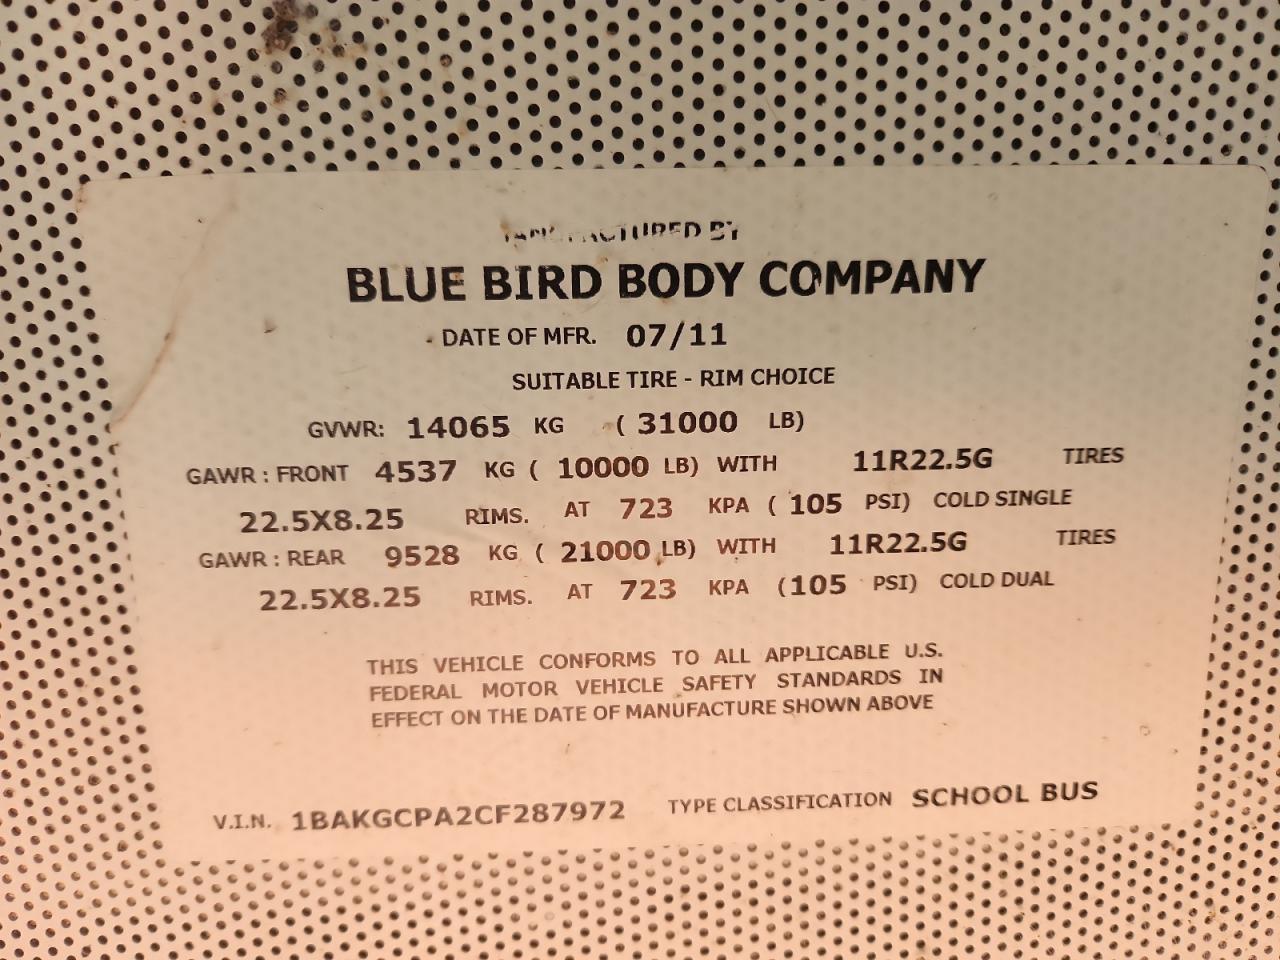 MANUFACTURED BY
BLUE BIRD BODY COMPANY
DATE OF MFR. 07/11
SUITABLE TIRE - RIM CHOICE
GVWR: 14065 KG ( 31000 LB)
GAWR : FRONT 4537 KG ( 10000 LB) WITH 11R22.5G TIRES
22.5X8.25 RIMS. AT 723 KPA ( 105 PSI) COLD SINGLE
GAWR : REAR 9528 KG ( 21000 LB) WITH 11R22.5G TIRES
22.5X8.25 RIMS. AT 723 KPA (105 PSI) COLD DUAL
THIS VEHICLE CONFORMS TO ALL APPLICABLE U.S.
FEDERAL MOTOR VEHICLE SAFETY STANDARDS IN
EFFECT ON THE DATE OF MANUFACTURE SHOWN ABOVE
V.I.N. 1BAKGCPA2CF287972 TYPE CLASSIFICATION SCHOOL BUS